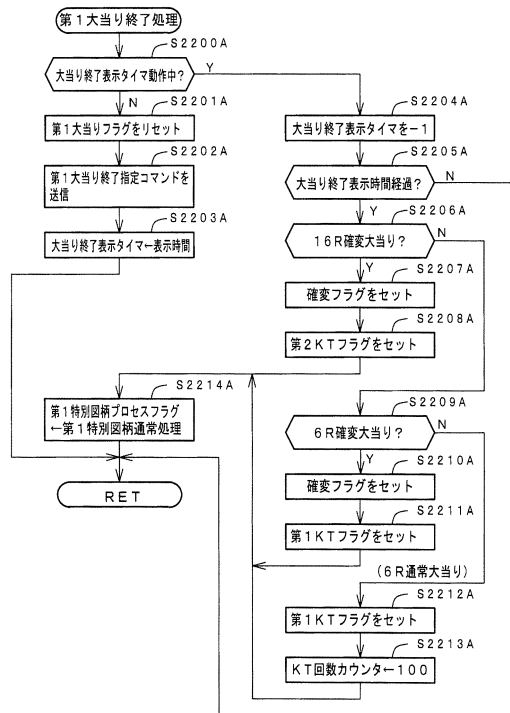 第1大当り終了処理
S2200A
大当り終了表示タイマ動作中?
Y
N
S2201A
第1大当りフラグをリセット
S2202A
第1大当り終了指定コマンドを
送信
S2203A
大当り終了タイマ←表示時間
S2204A
大当り終了表示タイマを−1
S2205A
大当り終了表示時間経過?
N
Y
S2206A
16R確変大当り?
N
Y
S2207A
確変フラグをセット
S2208A
第2KTフラグをセット
S2214A
第1特別図柄プロセスフラグ
←第1特別図柄通常処理
RET
S2209A
6R確変大当り?
N
Y
S2210A
確変フラグをセット
S2211A
第1KTフラグをセット
(6R通常大当り)
S2212A
第1KTフラグをセット
S2213A
KT回数カウンタ←100